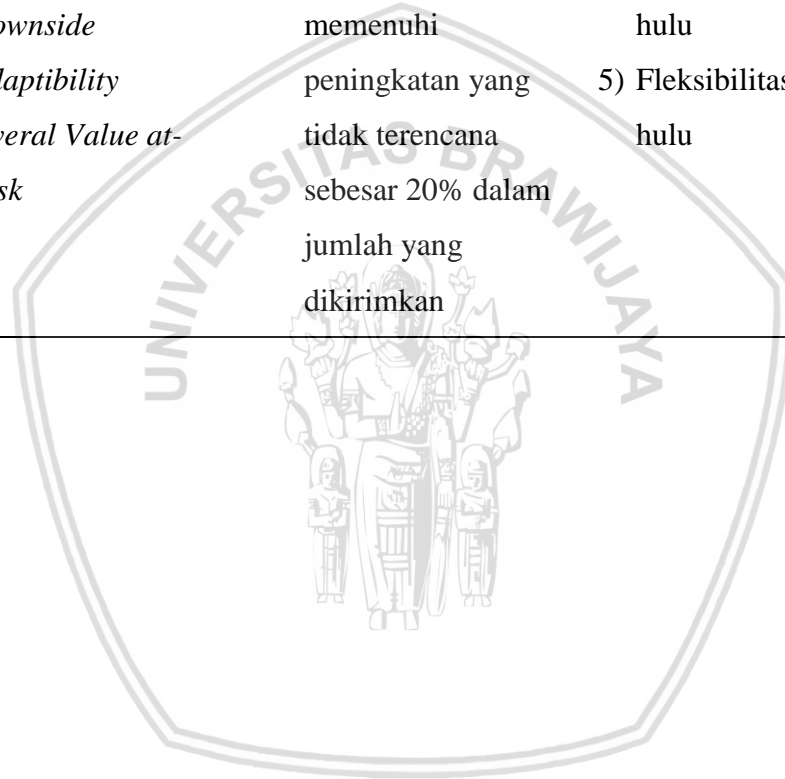 ownside
memenuhi
hulu
laptibility
peningkatan yang
5) Fleksibilitas
veral Value at-
tidak terencana
hulu
sk
sebesar 20% dalam
jumlah yang
dikirimkan
UNIVERSITAS BRAWIJAYA